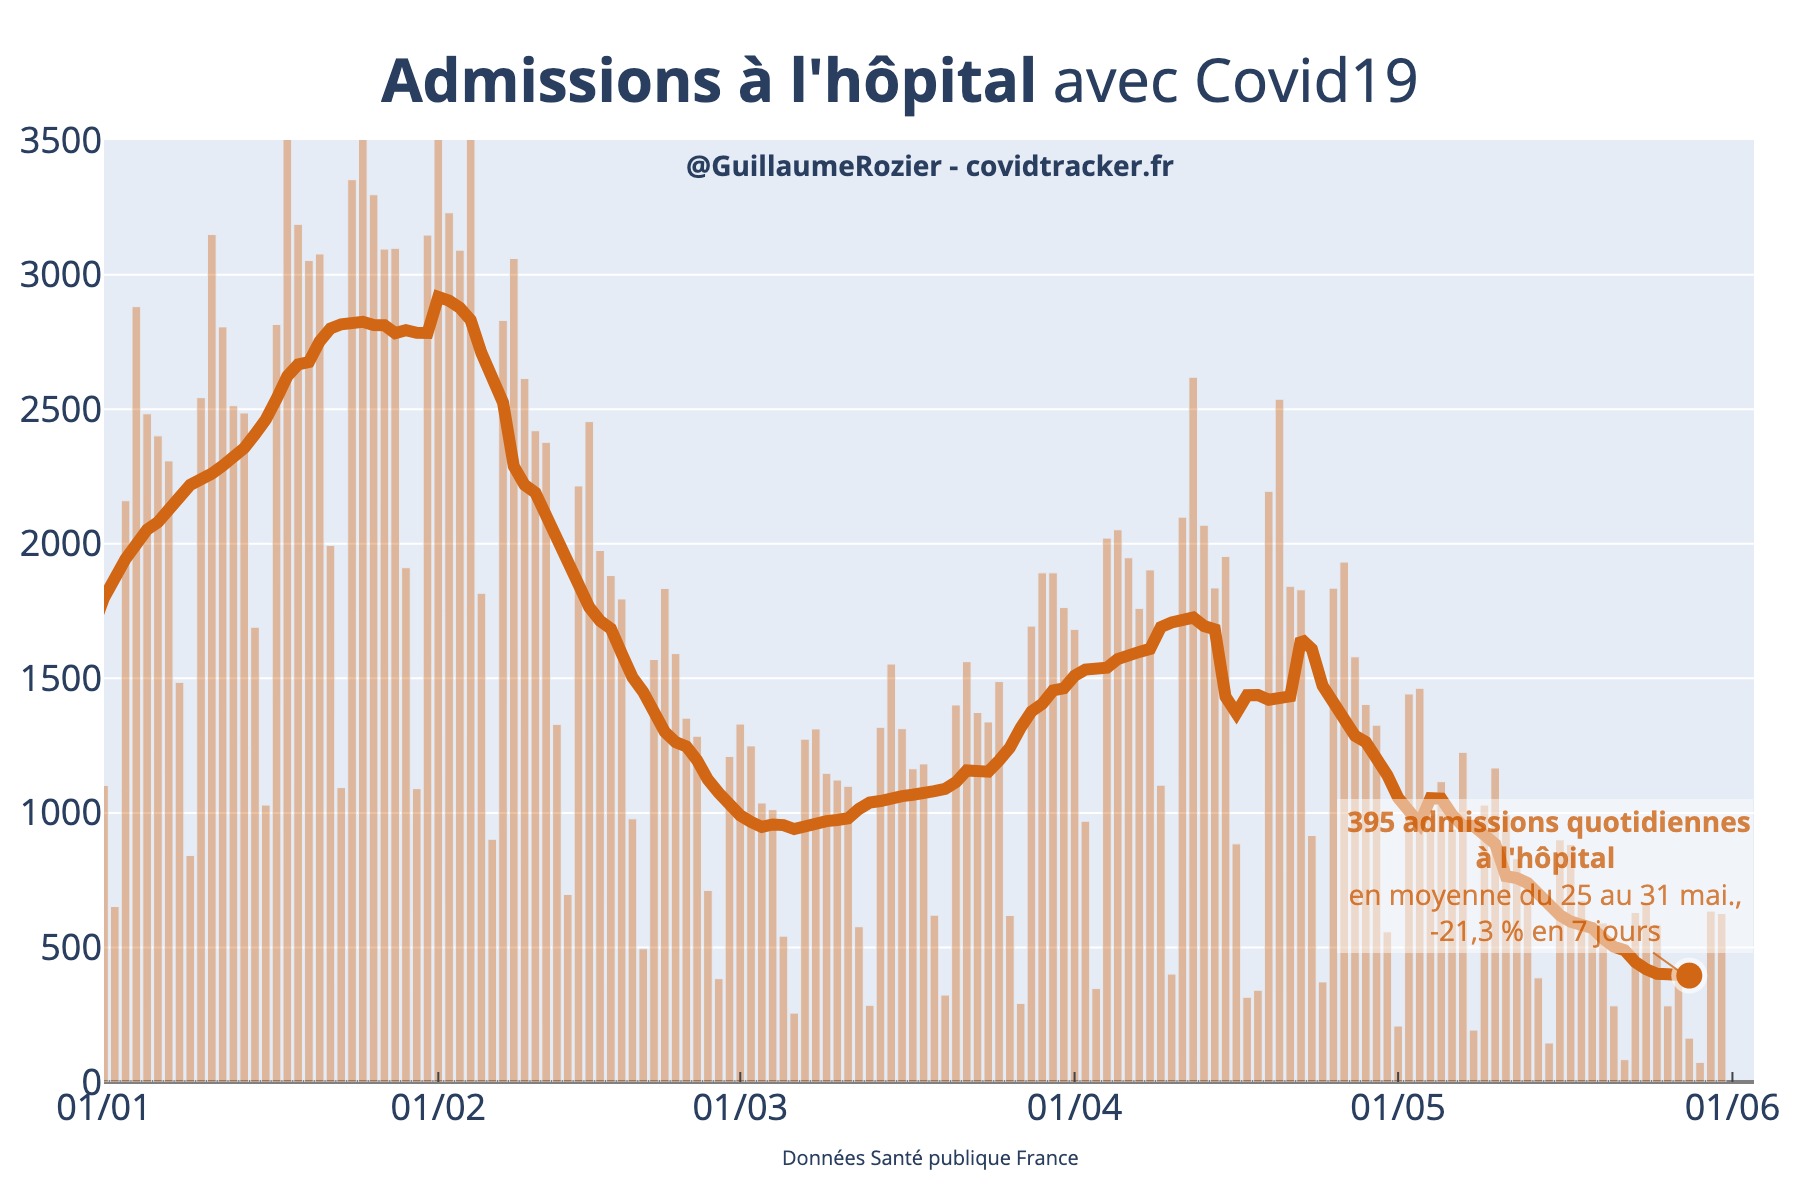 Admissions à l'hôpital avec Covid19
@GuillaumeRozier - covidtracker.fr
3500
3000
2500
2000
1500
1000
500
0
395 admissions quotidiennes
à l'hôpital
en moyenne du 25 au 31 mai.,
-21,3 % en 7 jours
01/01 01/02 01/03 01/04 01/05 01/06
Données Santé publique France